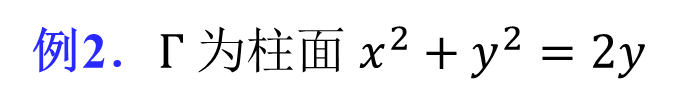 例2. Γ 为柱面 x² + y² = 2y